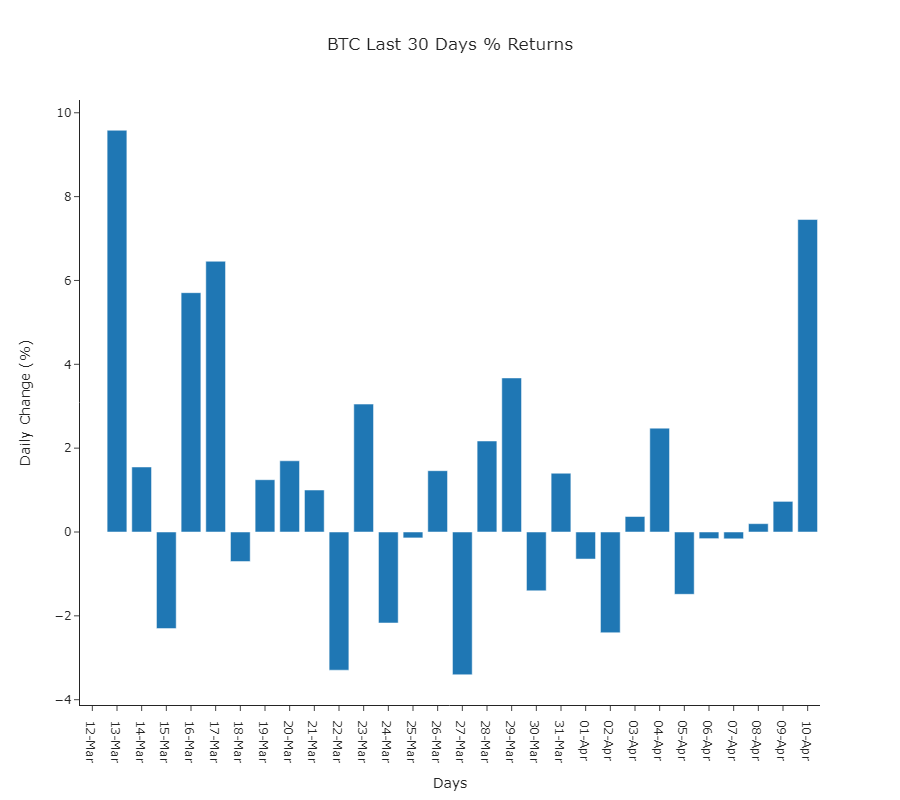 BTC Last 30 Days % Returns
10
8
6
4
2
0
−2
−4
Daily Change (%)
12-Mar
13-Mar
14-Mar
15-Mar
16-Mar
17-Mar
18-Mar
19-Mar
20-Mar
21-Mar
22-Mar
23-Mar
24-Mar
25-Mar
26-Mar
27-Mar
28-Mar
29-Mar
30-Mar
31-Mar
01-Apr
02-Apr
03-Apr
04-Apr
05-Apr
06-Apr
07-Apr
08-Apr
09-Apr
10-Apr
Days